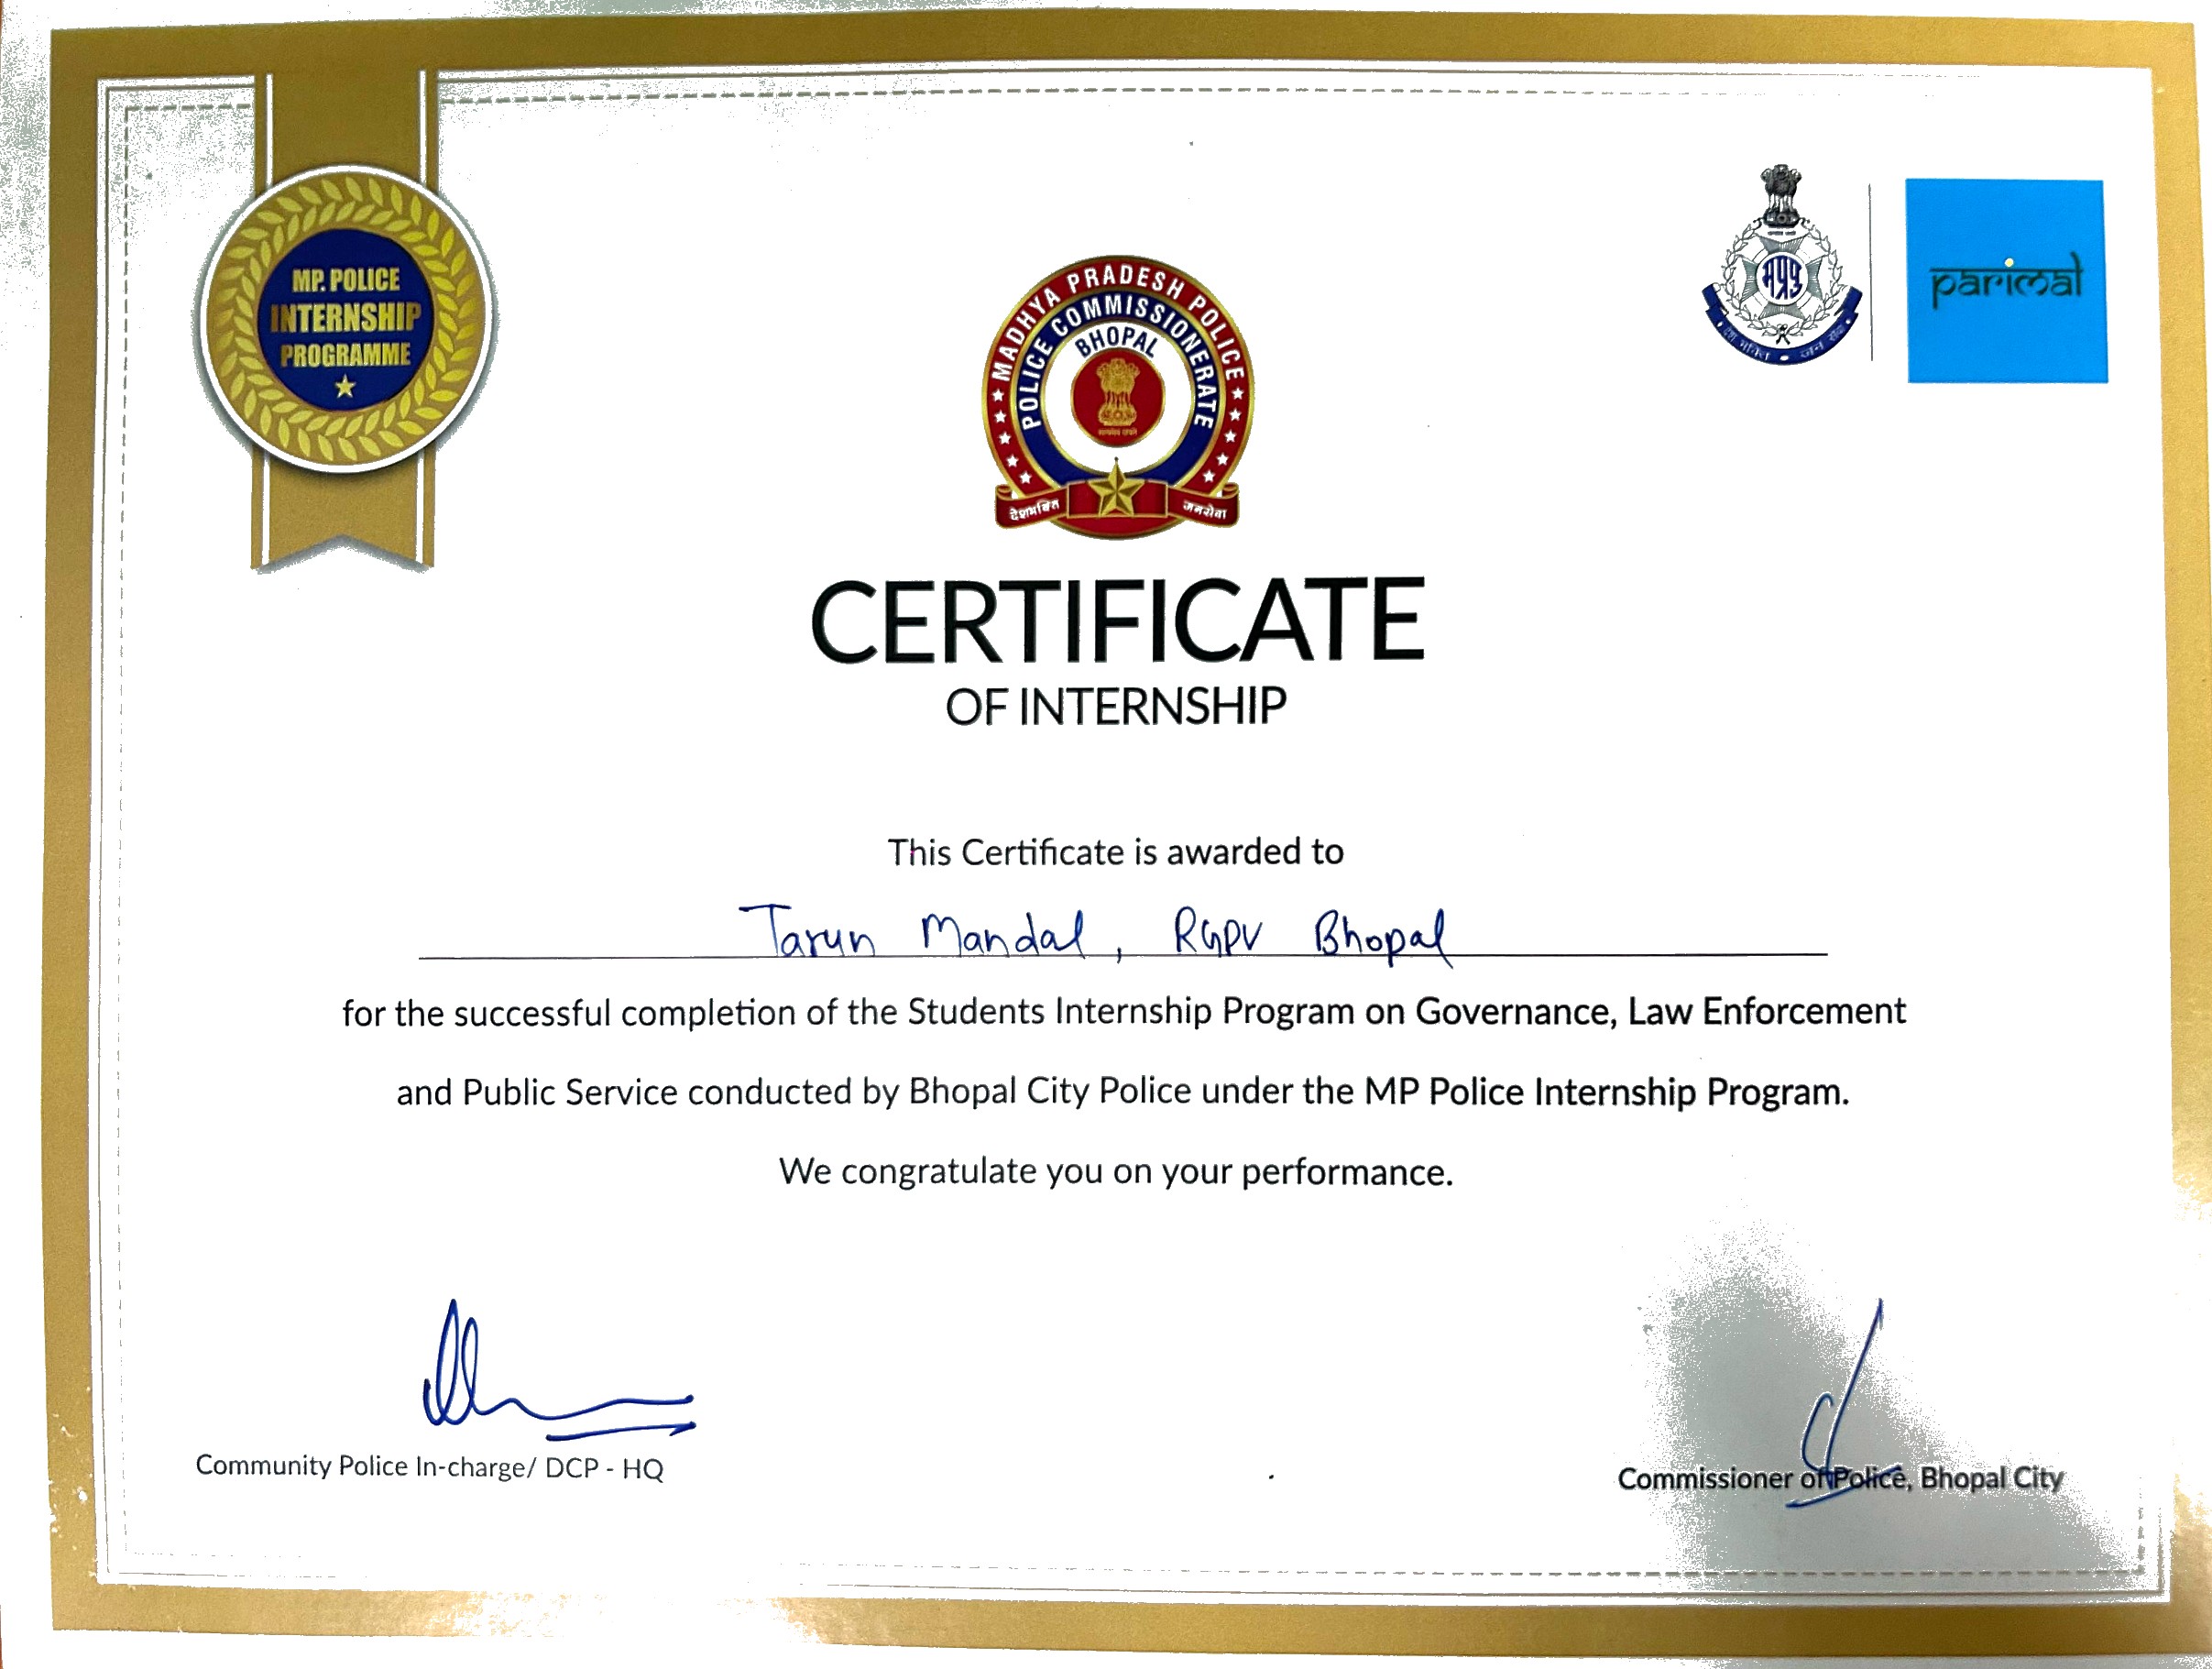 MP. POLICE
INTERNSHIP
PROGRAMME
MADHYA PRADESH POLICE
POLICE COMMISSIONERATE
BHOPAL
देशभक्ति
जनसेवा
मप्रपु
देश भक्ति • जन सेवा
parimal
CERTIFICATE
OF INTERNSHIP
This Certificate is awarded to
Tarun Mandal, RGPV Bhopal
for the successful completion of the Students Internship Program on Governance, Law Enforcement
and Public Service conducted by Bhopal City Police under the MP Police Internship Program.
We congratulate you on your performance.
Community Police In-charge/ DCP - HQ
Commissioner of Police, Bhopal City